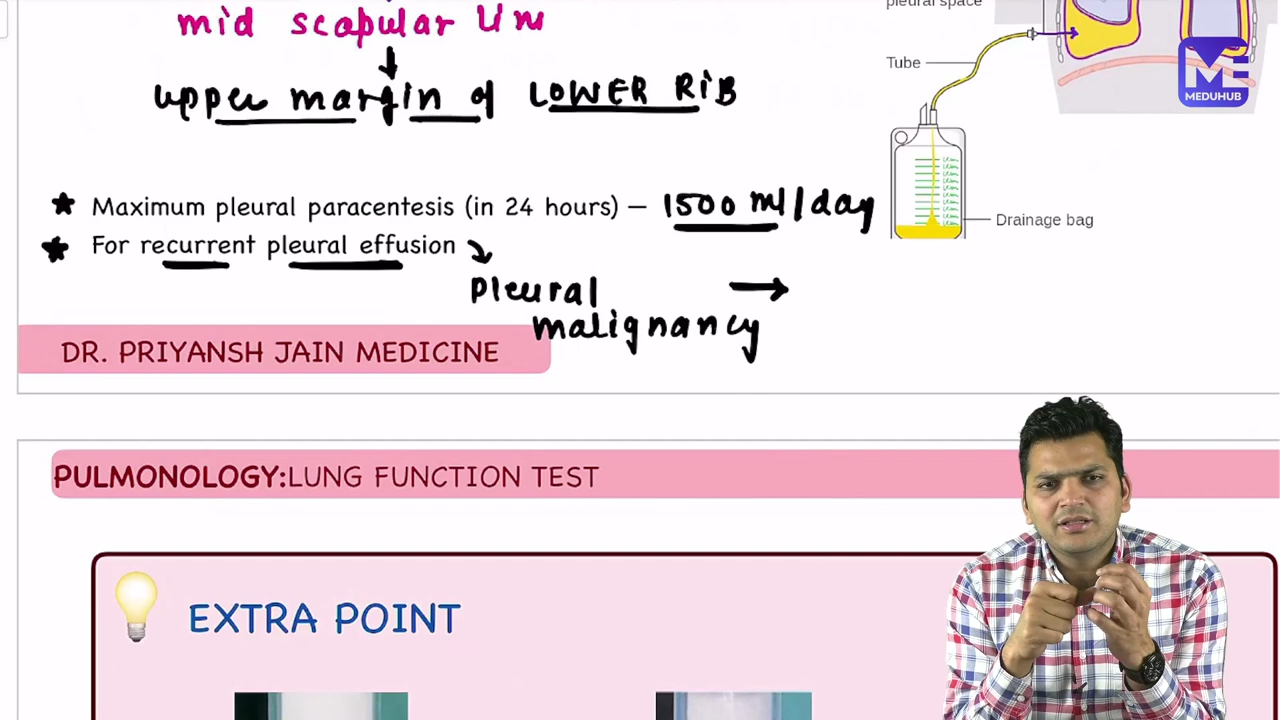 pleural space
mid scapular line
upper margin of LOWER RIB
Tube
ME
MEDUHUB
★ Maximum pleural paracentesis (in 24 hours) – 1500 ml/day
★ For recurrent pleural effusion
Drainage bag
pleural →
malignancy
DR. PRIYANSH JAIN MEDICINE
PULMONOLOGY:LUNG FUNCTION TEST
EXTRA POINT